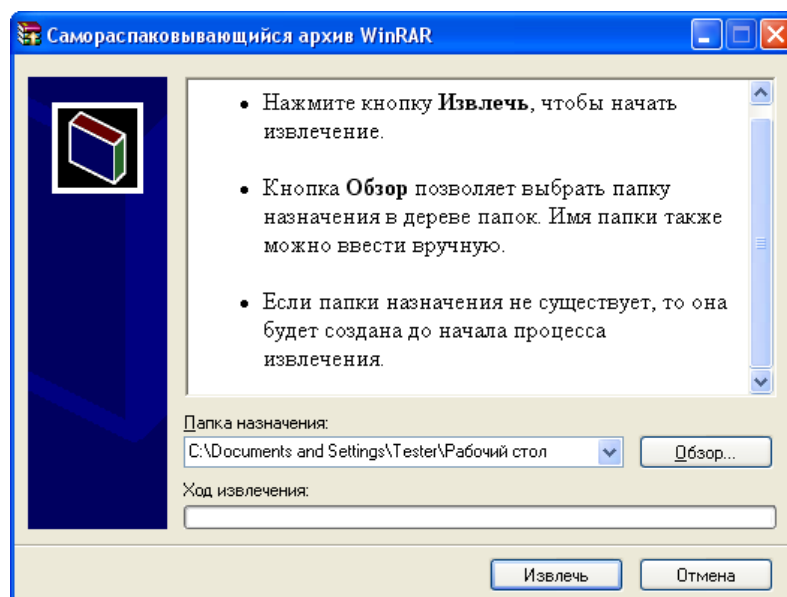 Самораспаковывающийся архив WinRAR
• Нажмите кнопку Извлечь, чтобы начать
извлечение.
• Кнопка Обзор позволяет выбрать папку
назначения в дереве папок. Имя папки также
можно ввести вручную.
• Если папки назначения не существует, то она
будет создана до начала процесса
извлечения.
Папка назначения:
C:\Documents and Settings\Tester\Рабочий стол
Обзор...
Ход извлечения:
Извлечь
Отмена